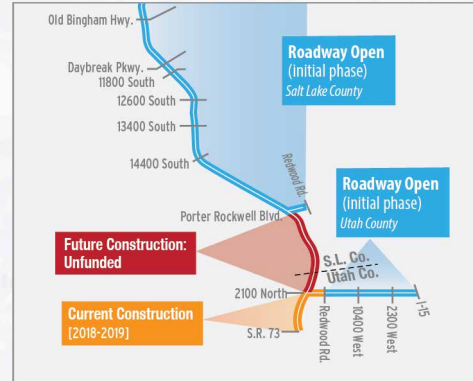 Old Bingham Hwy.
Roadway Open
(initial phase)
Salt Lake County
Daybreak Pkwy.
11800 South
12600 South
13400 South
14400 South
Redwood Rd.
Roadway Open
(initial phase)
Utah County
Porter Rockwell Blvd.
Future Construction:
Unfunded
S.L. Co.
Utah Co.
2100 North
Current Construction
[2018-2019]
S.R. 73
Redwood Rd.
10400 West
2300 West
I-15